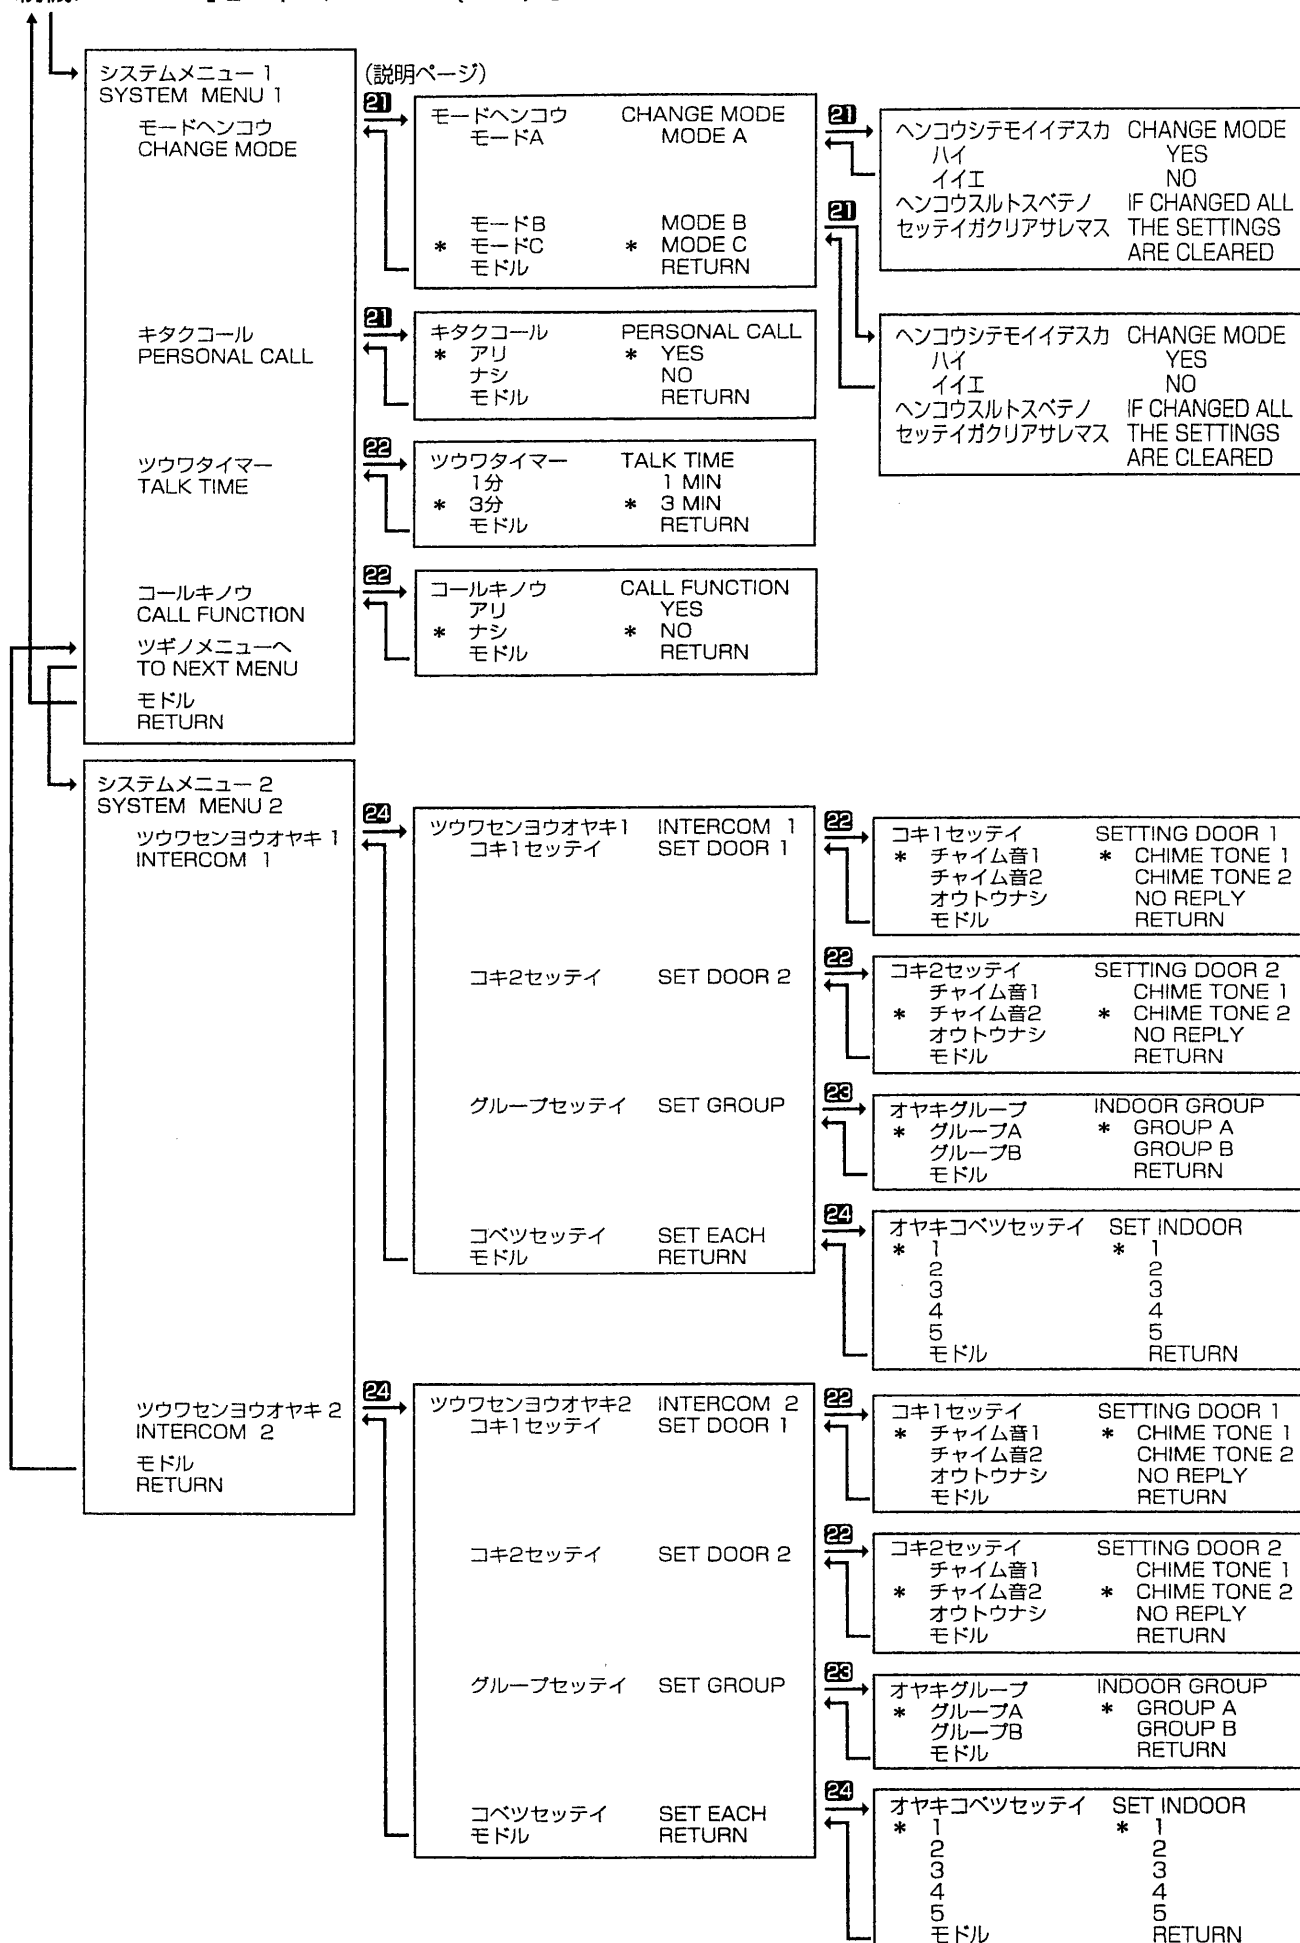 システムメニュー 1
SYSTEM MENU 1
(説明ページ)
モードヘンコウ
CHANGE MODE
21
モードヘンコウ CHANGE MODE
モードA MODE A
モードB MODE B
* モードC * MODE C
モドル RETURN
21
ヘンコウシテモイイデスカ CHANGE MODE
ハイ YES
イイエ NO
ヘンコウスルトスベテノ IF CHANGED ALL
セッテイガクリアサレマス THE SETTINGS
ARE CLEARED
21
ヘンコウシテモイイデスカ CHANGE MODE
ハイ YES
イイエ NO
ヘンコウスルトスベテノ IF CHANGED ALL
セッテイガクリアサレマス THE SETTINGS
ARE CLEARED
キタクコール
PERSONAL CALL
21
キタクコール PERSONAL CALL
* アリ * YES
ナシ NO
モドル RETURN
ツウワタイマー
TALK TIME
22
ツウワタイマー TALK TIME
1分 1 MIN
* 3分 * 3 MIN
モドル RETURN
コールキノウ
CALL FUNCTION
22
コールキノウ CALL FUNCTION
アリ YES
* ナシ * NO
モドル RETURN
ツギノメニューヘ
TO NEXT MENU
モドル
RETURN
システムメニュー 2
SYSTEM MENU 2
ツウワセンヨウオヤキ 1
INTERCOM 1
24
ツウワセンヨウオヤキ1 INTERCOM 1
コキ1セッテイ SET DOOR 1
22
コキ1セッテイ SETTING DOOR 1
* チャイム音1 * CHIME TONE 1
チャイム音2 CHIME TONE 2
オウトウナシ NO REPLY
モドル RETURN
コキ2セッテイ SET DOOR 2
22
コキ2セッテイ SETTING DOOR 2
チャイム音1 CHIME TONE 1
* チャイム音2 * CHIME TONE 2
オウトウナシ NO REPLY
モドル RETURN
グループセッテイ SET GROUP
23
オヤキグループ INDOOR GROUP
* グループA * GROUP A
グループB GROUP B
モドル RETURN
コベツセッテイ SET EACH
モドル RETURN
24
オヤキコベツセッテイ SET INDOOR
* 1 * 1
2 2
3 3
4 4
5 5
モドル RETURN
ツウワセンヨウオヤキ 2
INTERCOM 2
モドル
RETURN
24
ツウワセンヨウオヤキ2 INTERCOM 2
コキ1セッテイ SET DOOR 1
22
コキ1セッテイ SETTING DOOR 1
* チャイム音1 * CHIME TONE 1
チャイム音2 CHIME TONE 2
オウトウナシ NO REPLY
モドル RETURN
コキ2セッテイ SET DOOR 2
22
コキ2セッテイ SETTING DOOR 2
チャイム音1 CHIME TONE 1
* チャイム音2 * CHIME TONE 2
オウトウナシ NO REPLY
モドル RETURN
グループセッテイ SET GROUP
23
オヤキグループ INDOOR GROUP
* グループA * GROUP A
グループB GROUP B
モドル RETURN
コベツセッテイ SET EACH
モドル RETURN
24
オヤキコベツセッテイ SET INDOOR
* 1 * 1
2 2
3 3
4 4
5 5
モドル RETURN